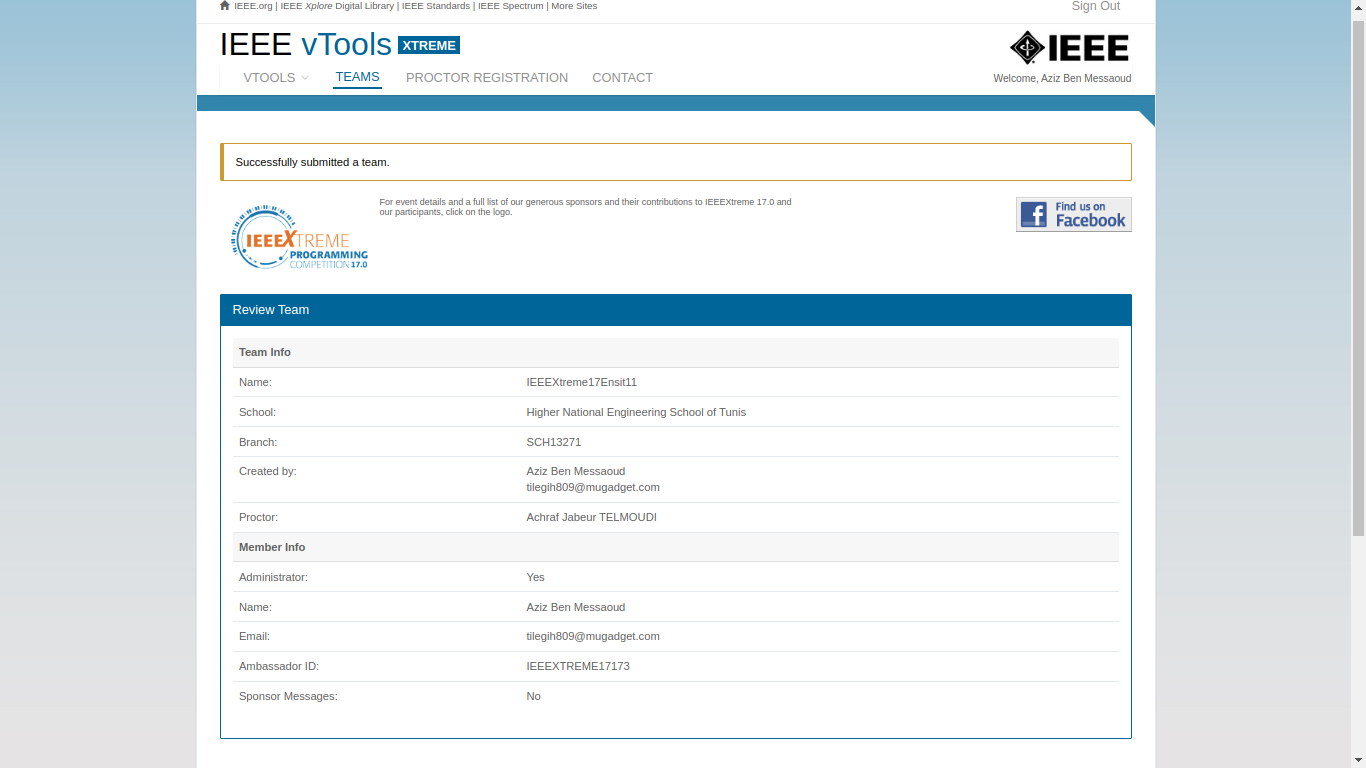 IEEE.org | IEEE Xplore Digital Library | IEEE Standards | IEEE Spectrum | More Sites
Sign Out
IEEE vTools XTREME
IEEE
VTOOLS TEAMS PROCTOR REGISTRATION CONTACT
Welcome, Aziz Ben Messaoud
Successfully submitted a team.
For event details and a full list of our generous sponsors and their contributions to IEEEXtreme 17.0 and
our participants, click on the logo.
Find us on
Facebook
IEEEXTREME
PROGRAMMING
COMPETITION 17.0
Review Team
Team Info
Name: IEEEXtreme17Ensit11
School: Higher National Engineering School of Tunis
Branch: SCH13271
Created by: Aziz Ben Messaoud
tilegih809@mugadget.com
Proctor: Achraf Jabeur TELMOUDI
Member Info
Administrator: Yes
Name: Aziz Ben Messaoud
Email: tilegih809@mugadget.com
Ambassador ID: IEEEXTREME17173
Sponsor Messages: No